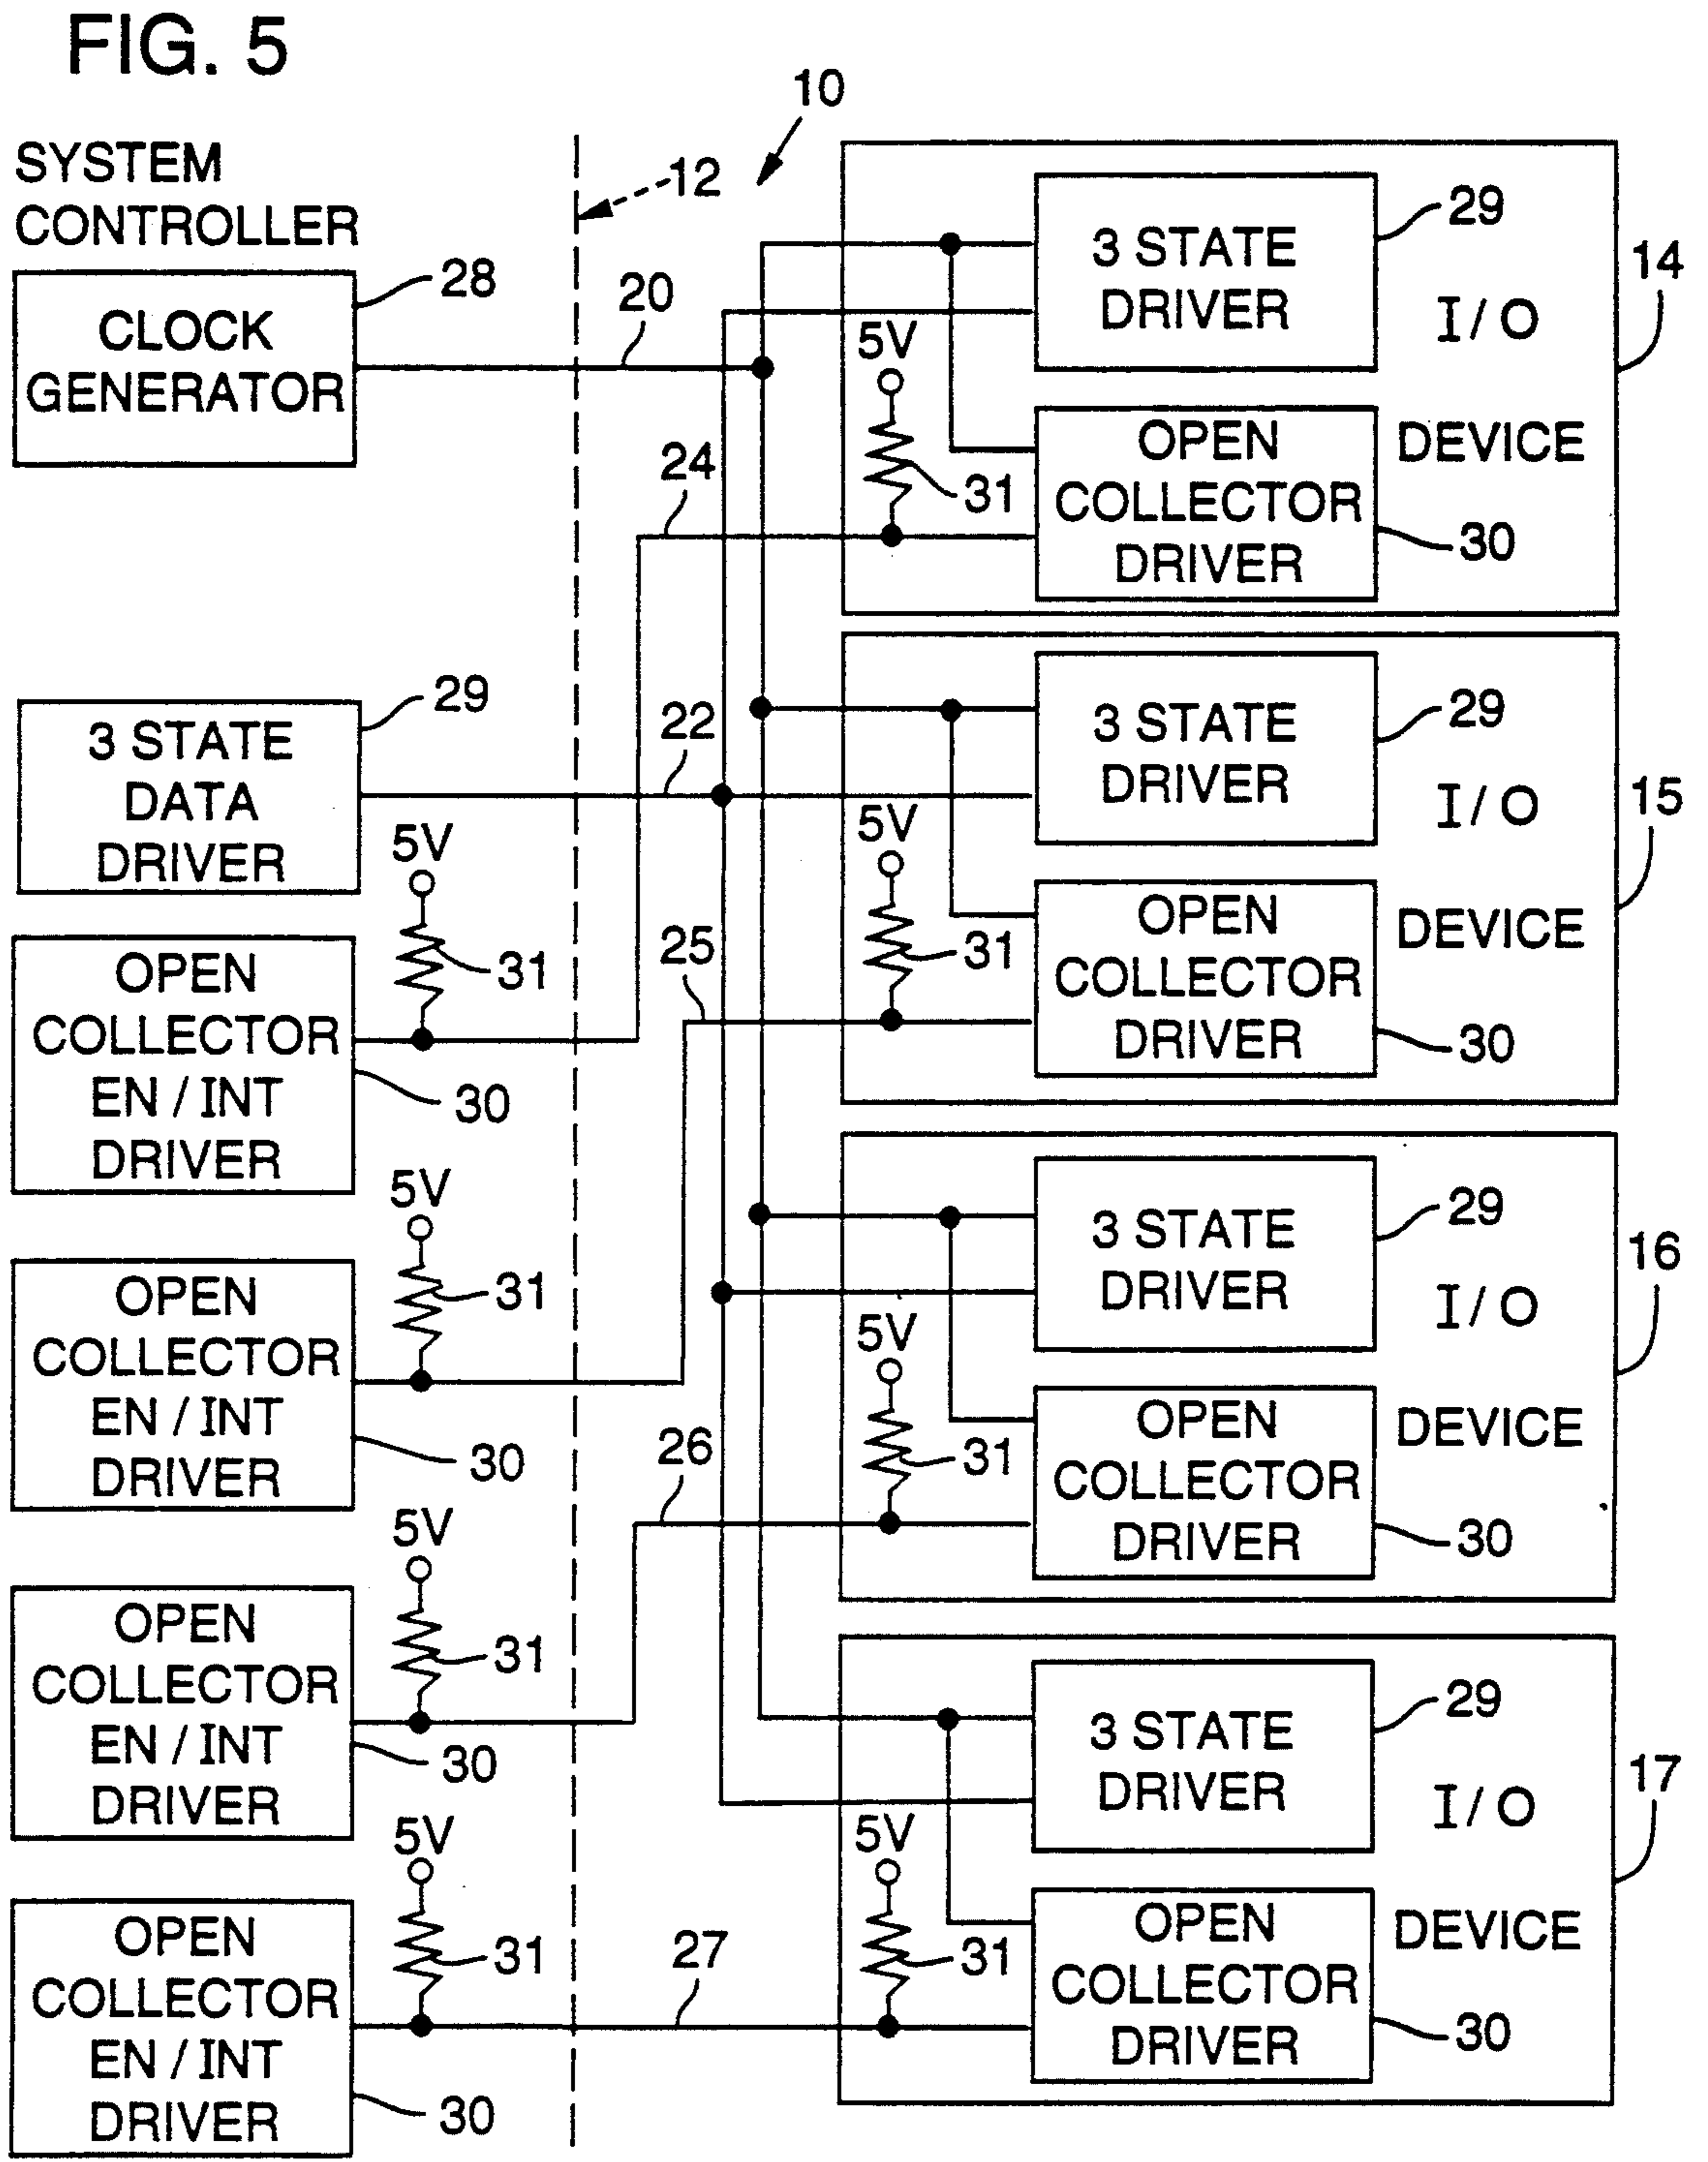 FIG. 5
10
SYSTEM
CONTROLLER
12
CLOCK
GENERATOR
28
20
24
3 STATE
DATA
DRIVER
29
22
5V
31
OPEN
COLLECTOR
EN / INT
DRIVER
30
25
5V
31
OPEN
COLLECTOR
EN / INT
DRIVER
30
26
5V
31
OPEN
COLLECTOR
EN / INT
DRIVER
30
5V
31
OPEN
COLLECTOR
EN / INT
DRIVER
30
27
3 STATE
DRIVER
29
I / O
14
5V
31
OPEN
COLLECTOR
DRIVER
DEVICE
30
3 STATE
DRIVER
29
I / O
15
5V
31
OPEN
COLLECTOR
DRIVER
DEVICE
30
3 STATE
DRIVER
29
I / O
16
5V
31
OPEN
COLLECTOR
DRIVER
DEVICE
30
3 STATE
DRIVER
29
I / O
17
5V
31
OPEN
COLLECTOR
DRIVER
DEVICE
30